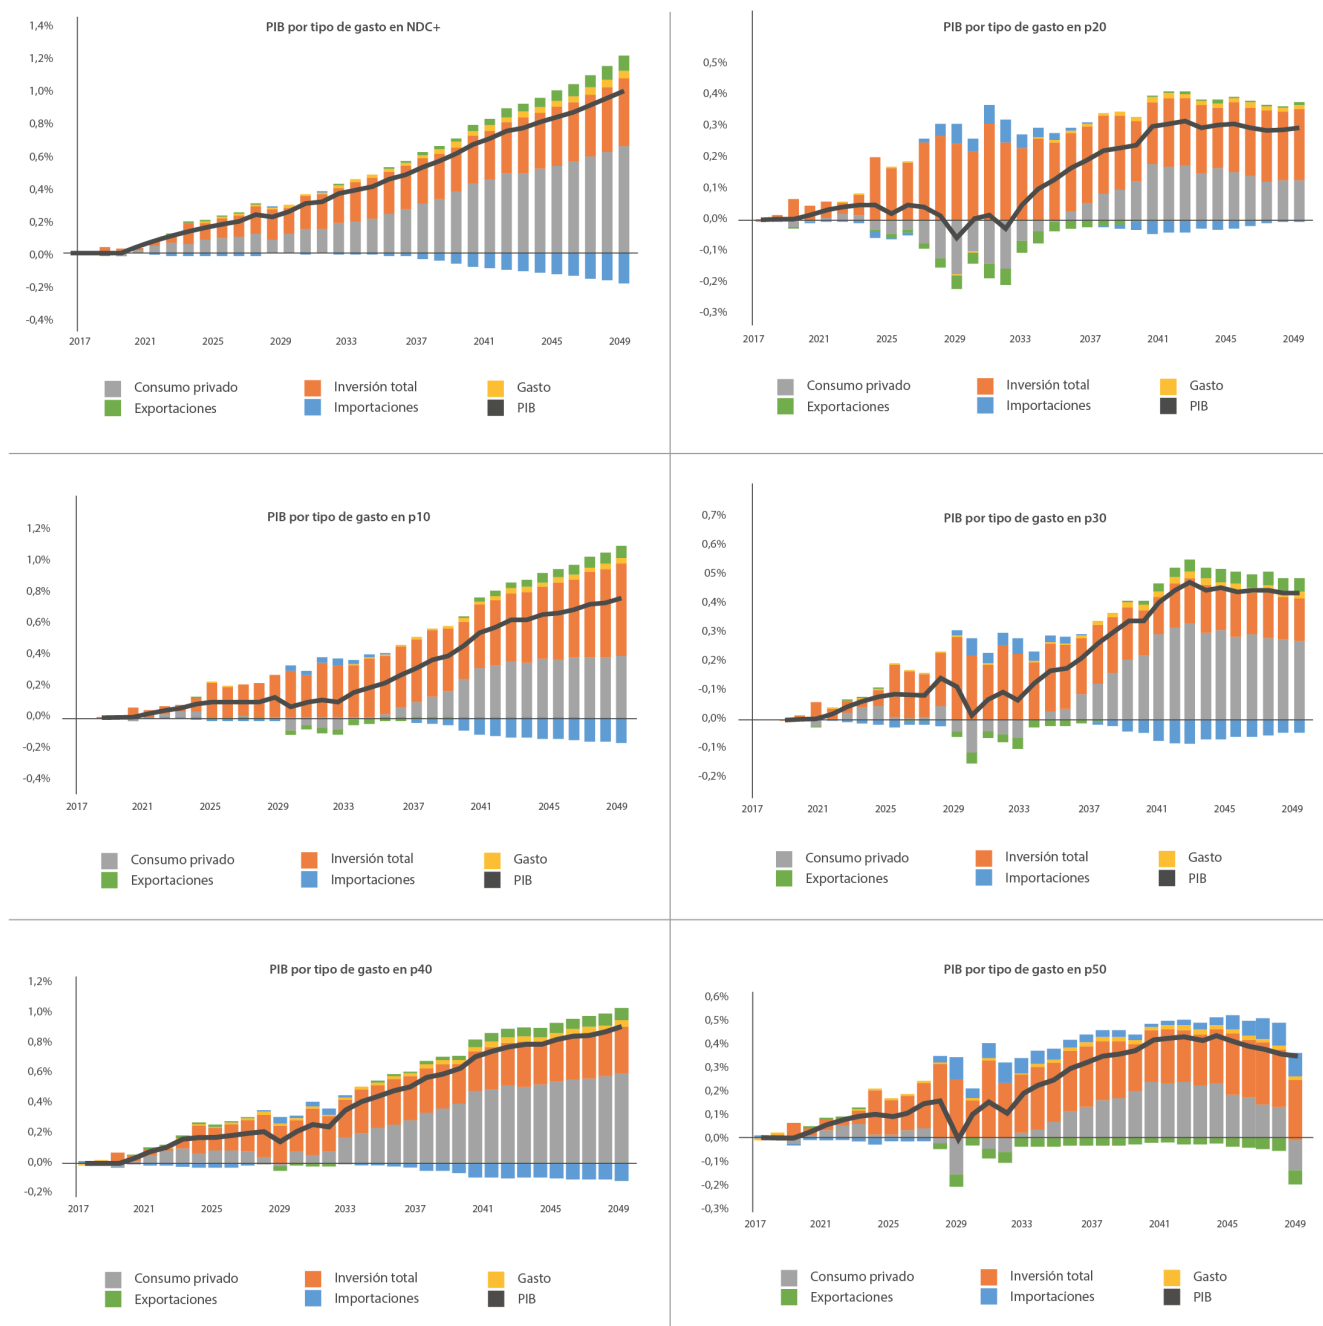 PIB por tipo de gasto en NDC+
1,4%
1,2%
1,0%
0,8%
0,6%
0,4%
0,2%
0,0%
-0,2%
-0,4%
2017 2021 2025 2029 2033 2037 2041 2045 2049
Consumo privado Inversión total Gasto
Exportaciones Importaciones PIB
PIB por tipo de gasto en p20
0,5%
0,4%
0,3%
0,2%
0,1%
0,0%
-0,1%
-0,2%
-0,3%
2017 2021 2025 2029 2033 2037 2041 2045 2049
Consumo privado Inversión total Gasto
Exportaciones Importaciones PIB
PIB por tipo de gasto en p10
1,2%
1,0%
0,8%
0,6%
0,4%
0,2%
0,0%
-0,2%
-0,4%
2017 2021 2025 2029 2033 2037 2041 2045 2049
Consumo privado Inversión total Gasto
Exportaciones Importaciones PIB
PIB por tipo de gasto en p30
0,7%
0,6%
05%
0,4%
0,3%
0,2%
-0,1%
0,0%
-0,1%
-0,2%
2017 2021 2025 2029 2033 2037 2041 2045 2049
Consumo privado Inversión total Gasto
Exportaciones Importaciones PIB
PIB por tipo de gasto en p40
1,2%
1,0%
0,8%
0,6%
0,4%
0,2%
0,0%
-0,2%
2017 2021 2025 2029 2033 2037 2041 2045 2049
Consumo privado Inversión total Gasto
Exportaciones Importaciones PIB
PIB por tipo de gasto en p50
0,6%
0,5%
0,4%
0,3%
0,2%
0,1%
0,0%
-0,1%
-0,2%
-0,3%
2017 2021 2025 2029 2033 2037 2041 2045 2049
Consumo privado Inversión total Gasto
Exportaciones Importaciones PIB